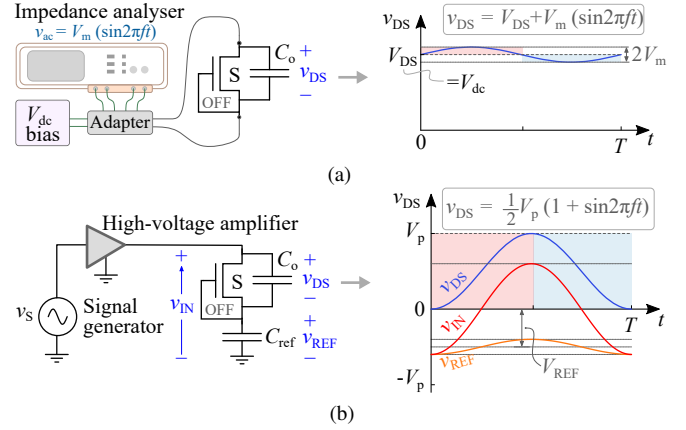 Impedance analyser
v_ac = V_m (sin2πft)
V_dc
bias
Adapter
S
OFF
C_o
+
v_DS
−
v_DS
v_DS = V_DS+V_m (sin2πft)
V_DS
2V_m
=V_dc
0
T
t
(a)
High-voltage amplifier
v_S
Signal
generator
+
v_IN
−
S
OFF
C_o
+
v_DS
−
C_ref
+
v_REF
−
v_DS
v_DS = 1/2 V_p (1 + sin2πft)
V_p
v_DS
0
v_IN
T
t
v_REF
V_REF
-V_p
(b)